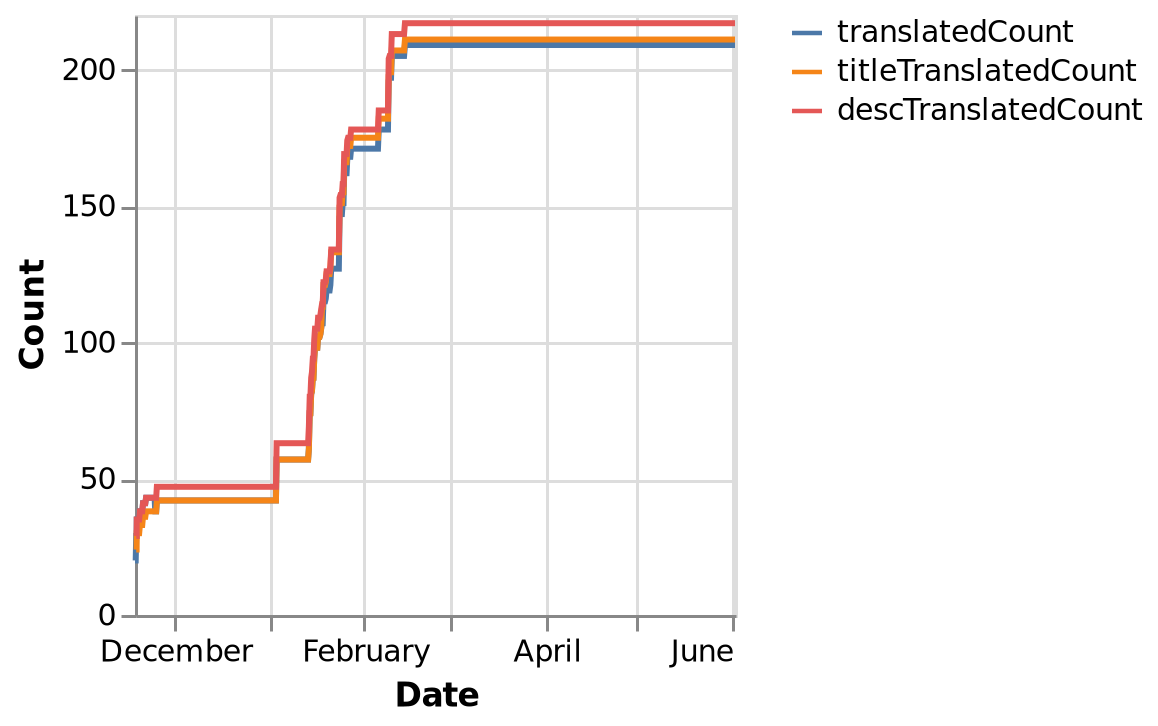 translatedCount
titleTranslatedCount
descTranslatedCount
200
150
100
50
0
Count
December February April June
Date